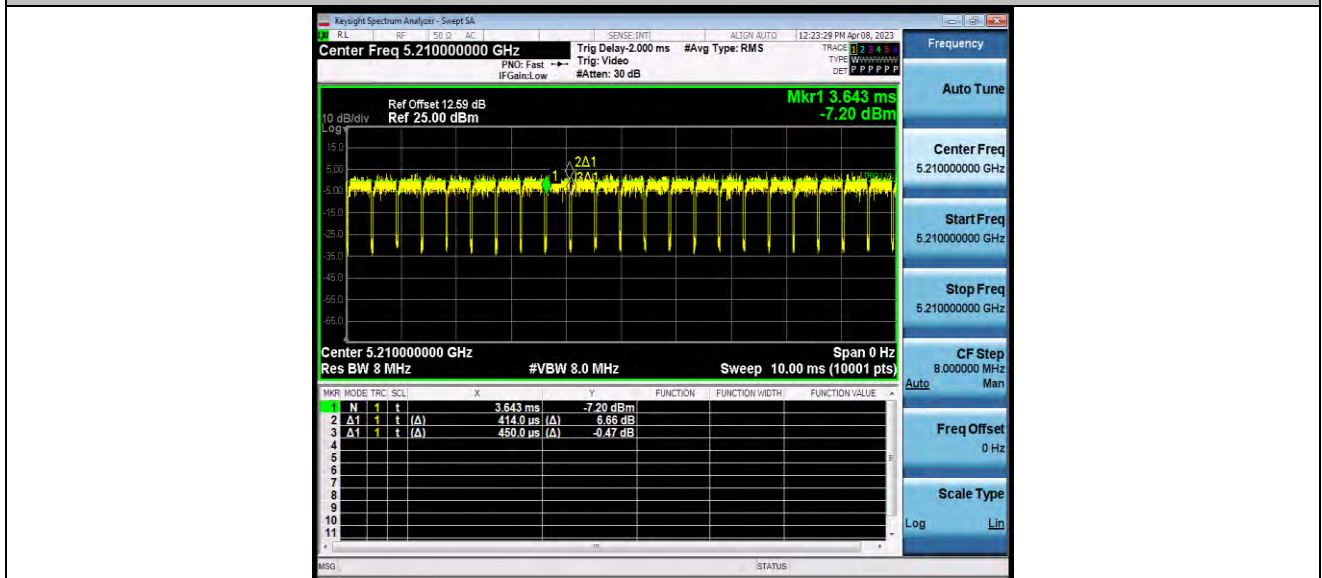 Keysight Spectrum Analyzer - Swept SA
RL RF 50 Ω AC SENSE:INT ALIGN AUTO 12:23:29 PM Apr 08, 2023
Center Freq 5.210000000 GHz
PNO: Fast
IFGain:Low
Trig Delay-2.000 ms
Trig: Video
#Atten: 30 dB
#Avg Type: RMS
TRACE 1 2 3 4 5 6
TYPE WWWWWW
DET P P P P P P
Ref Offset 12.59 dB
10 dB/div Ref 25.00 dBm
Log
Mkr1 3.643 ms
-7.20 dBm
15.0
5.00
-5.00
-15.0
-25.0
-35.0
-45.0
-55.0
-65.0
1
2Δ1
3Δ1
TRIG LVL
Center 5.210000000 GHz Span 0 Hz
Res BW 8 MHz #VBW 8.0 MHz Sweep 10.00 ms (10001 pts)
MKR MODE TRC SCL X Y FUNCTION FUNCTION WIDTH FUNCTION VALUE
1 N 1 t 3.643 ms -7.20 dBm
2 Δ1 1 t (Δ) 414.0 µs (Δ) 6.66 dB
3 Δ1 1 t (Δ) 450.0 µs (Δ) -0.47 dB
4
5
6
7
8
9
10
11
MSG STATUS
Frequency
Auto Tune
Center Freq
5.210000000 GHz
Start Freq
5.210000000 GHz
Stop Freq
5.210000000 GHz
CF Step
8.000000 MHz
Auto Man
Freq Offset
0 Hz
Scale Type
Log Lin